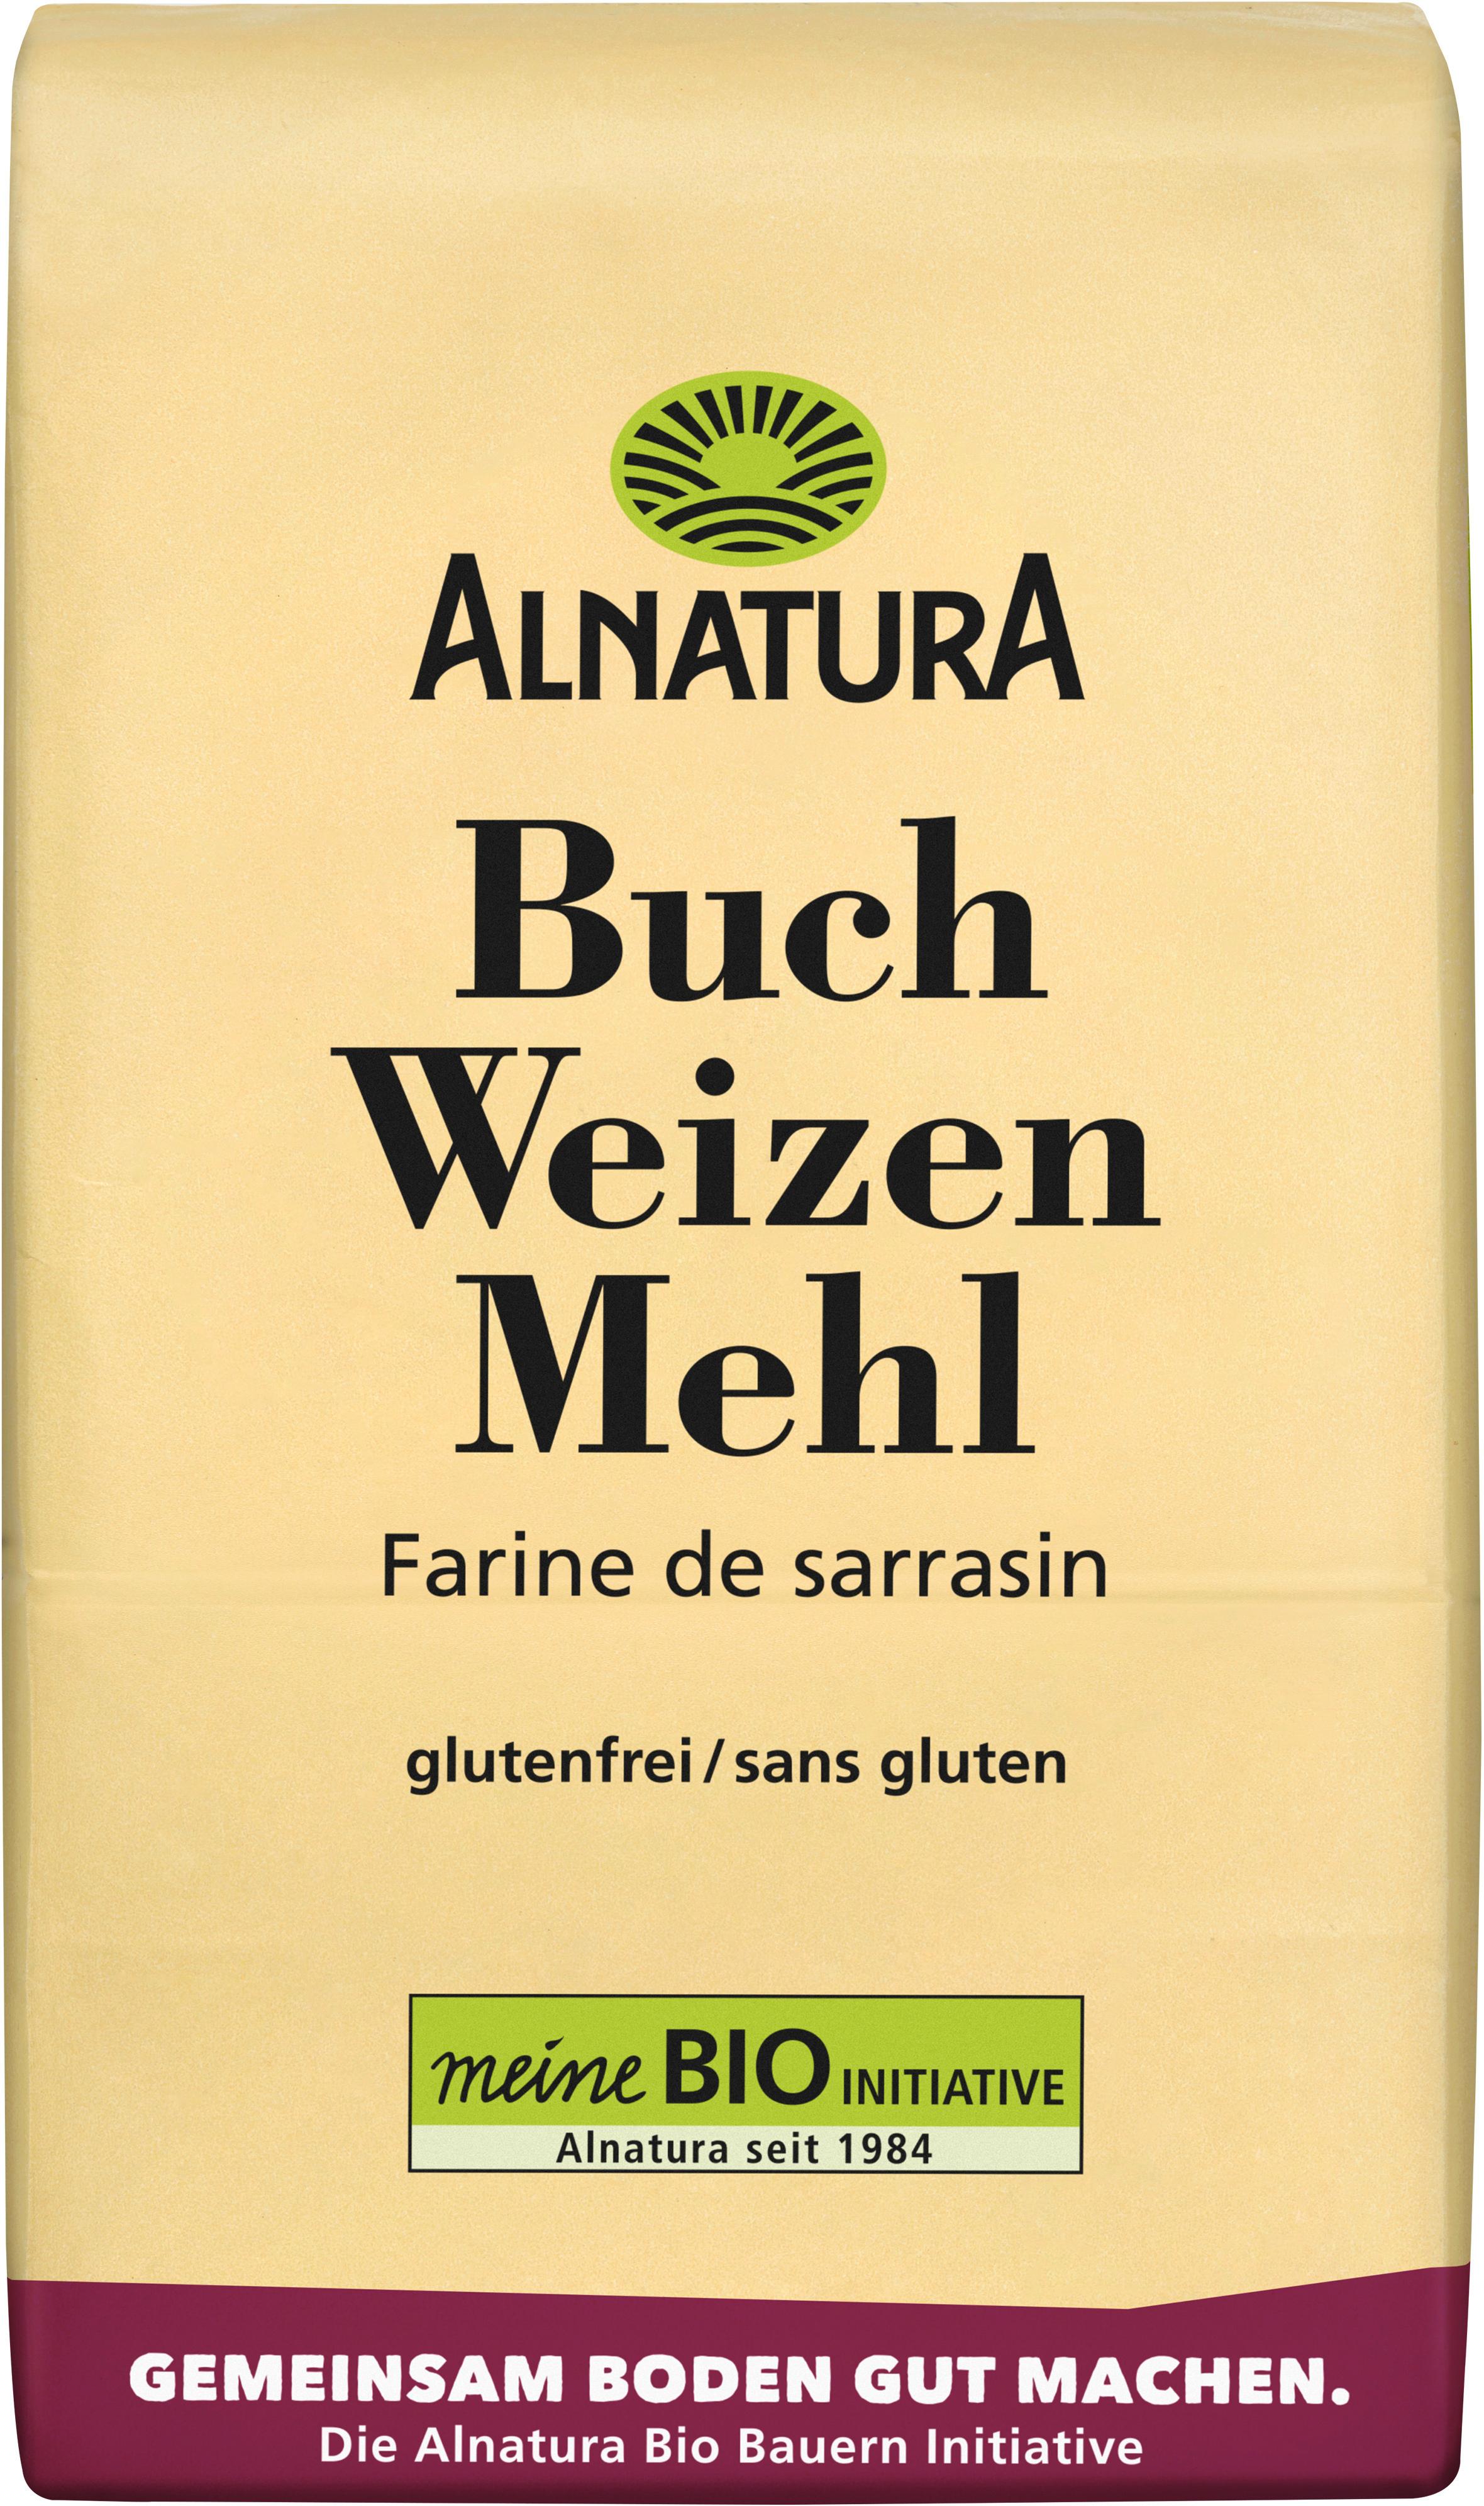 ALNATURA
Buch
Weizen
Mehl
Farine de sarrasin
glutenfrei/sans gluten
meine BIO INITIATIVE
Alnatura seit 1984
GEMEINSAM BODEN GUT MACHEN.
Die Alnatura Bio Bauern Initiative